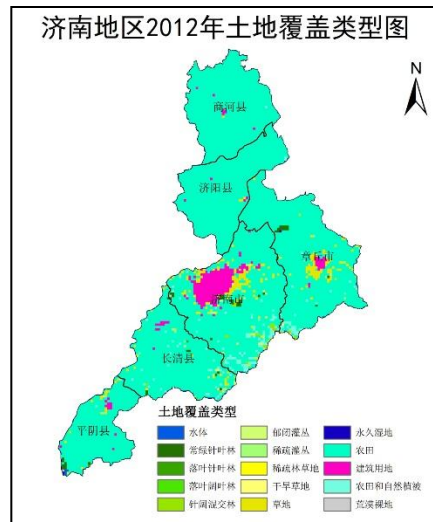 济南地区2012年土地覆盖类型图
N
商河县
济阳县
章丘市
济南市
长清县
平阴县
土地覆盖类型
水体
常绿针叶林
落叶针叶林
落叶阔叶林
针阔混交林
郁闭灌丛
稀疏灌丛
稀疏林草地
干旱草地
草地
永久湿地
农田
建筑用地
农田和自然植被
荒漠裸地